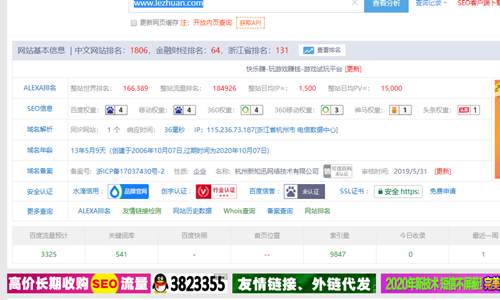 www.lezhuan.com
查看分析 查询记录 SEO客户端下
更新网页缓存 注：开放内页查询 获取API
网站基本信息 | 中文网站排名：1806，金融财经排名：64，浙江省排名：131 查看排名
快乐赚-玩游戏赚钱-游戏试玩平台 [更新]
ALEXA排名 整站世界排名：166,389 整站流量排名：184926 整站日均IP≈：1,500 整站日均PV≈：15,000
SEO信息 百度权重：4 移动权重：4 360权重：4 360移动权重：3 神马权重：1 头条权重：1
域名解析 同IP网站：1 个 响应时间：36毫秒 IP：115.236.73.187[浙江省杭州市 电信数据中心]
域名年龄 13年5月9天（创建于2006年10月07日,过期时间为2020年10月07日）
域名备案 备案号：浙ICP备17037430号-2 性质：企业 名称：杭州新知迅网络技术有限公司 审核时间：2019/5/31 [更新]
安全认证 水滴信用： 品牌官网 创宇认证： 行业认证 百度信誉： 未认证 SSL证书： 安全 https: 免费申请
更多查询 ALEXA排名 友情链接检测 网站历史数据 Whois查询 备案查询 网站排名
百度流量预计 关键词库 百度快照 首页位置 索引量 今日收录 最近一周
3325 541 - - 9847 0 1
高价长期收购SEO流量 3823355 友情链接、外链代发 2020年新技术